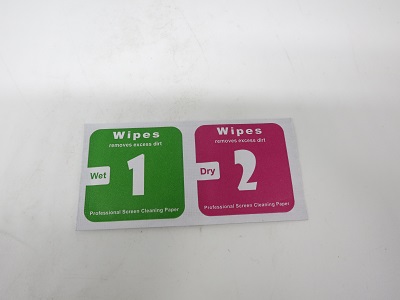 Wipes
removes excess dirt
Wet
1
Professional Screen Cleaning Paper
Wipes
removes excess dirt
Dry
2
Professional Screen Cleaning Paper